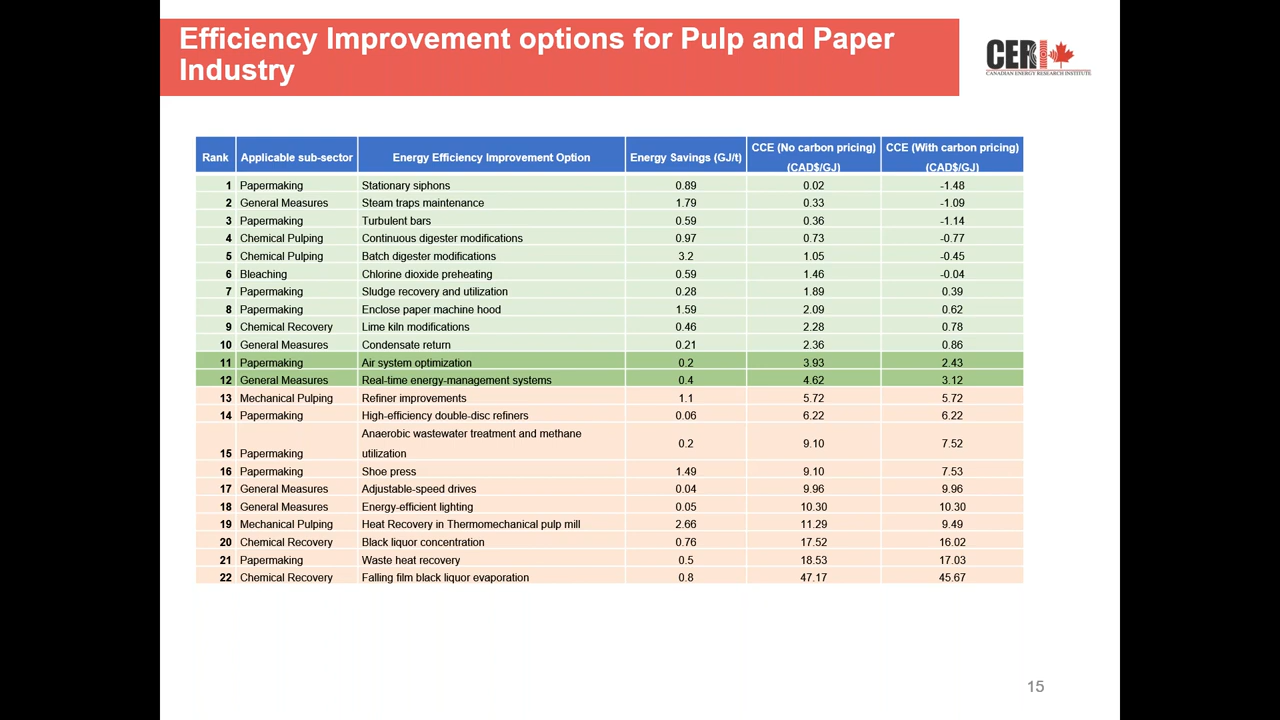 Efficiency Improvement options for Pulp and Paper
Industry
CERI
CANADIAN ENERGY RESEARCH INSTITUTE
Rank Applicable sub-sector Energy Efficiency Improvement Option Energy Savings (GJ/t) CCE (No carbon pricing) (CAD$/GJ) CCE (With carbon pricing) (CAD$/GJ)
1 Papermaking Stationary siphons 0.89 0.02 -1.48
2 General Measures Steam traps maintenance 1.79 0.33 -1.09
3 Papermaking Turbulent bars 0.59 0.36 -1.14
4 Chemical Pulping Continuous digester modifications 0.97 0.73 -0.77
5 Chemical Pulping Batch digester modifications 3.2 1.05 -0.45
6 Bleaching Chlorine dioxide preheating 0.59 1.46 -0.04
7 Papermaking Sludge recovery and utilization 0.28 1.89 0.39
8 Papermaking Enclose paper machine hood 1.59 2.09 0.62
9 Chemical Recovery Lime kiln modifications 0.46 2.28 0.78
10 General Measures Condensate return 0.21 2.36 0.86
11 Papermaking Air system optimization 0.2 3.93 2.43
12 General Measures Real-time energy-management systems 0.4 4.62 3.12
13 Mechanical Pulping Refiner improvements 1.1 5.72 5.72
14 Papermaking High-efficiency double-disc refiners 0.06 6.22 6.22
15 Papermaking Anaerobic wastewater treatment and methane utilization 0.2 9.10 7.52
16 Papermaking Shoe press 1.49 9.10 7.53
17 General Measures Adjustable-speed drives 0.04 9.96 9.96
18 General Measures Energy-efficient lighting 0.05 10.30 10.30
19 Mechanical Pulping Heat Recovery in Thermomechanical pulp mill 2.66 11.29 9.49
20 Chemical Recovery Black liquor concentration 0.76 17.52 16.02
21 Papermaking Waste heat recovery 0.5 18.53 17.03
22 Chemical Recovery Falling film black liquor evaporation 0.8 47.17 45.67
15